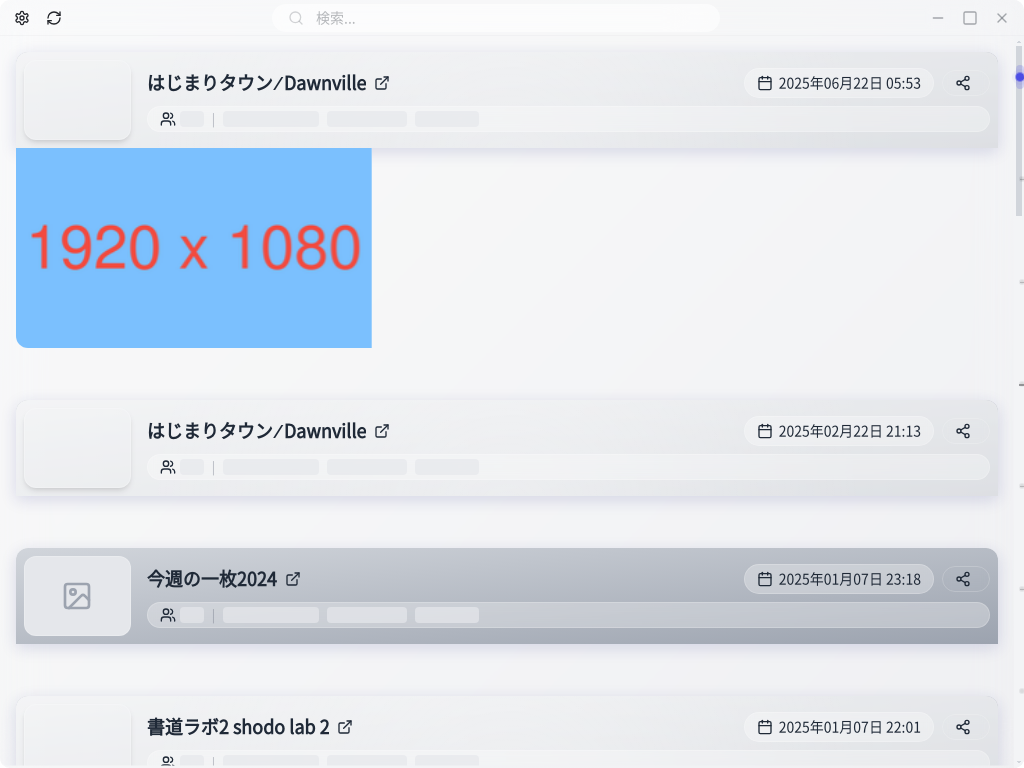 検索...
はじまりタウン⁄Dawnville
2025年06月22日 05:53
1920 x 1080
はじまりタウン⁄Dawnville
2025年02月22日 21:13
今週の一枚2024
2025年01月07日 23:18
書道ラボ2 shodo lab 2
2025年01月07日 22:01